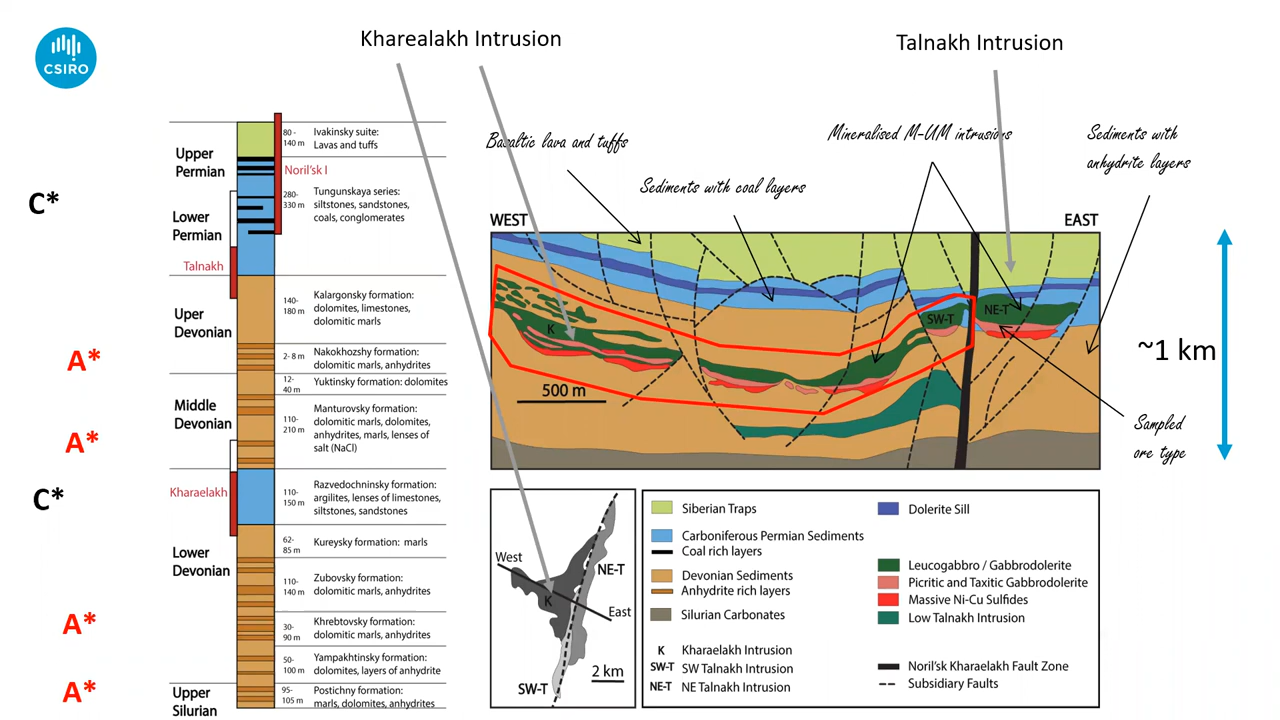 CSIRO
Kharealakh Intrusion
Talnakh Intrusion
Upper
Permian
C*
Lower
Permian
Talnakh
Uper
Devonian
A*
Middle
Devonian
A*
C*
Kharaelakh
Lower
Devonian
A*
A*
Upper
Silurian
80-
140 m
Ivakinsky suite:
Lavas and tuffs
Noril'sk I
280-
330 m
Tungunskaya series:
siltstones, sandstones,
coals, conglomerates
140-
180 m
Kalargonsky formation:
dolomites, limestones,
dolomitic marls
2- 8 m
Nakokhozshy formation:
dolomitic marls, anhydrites
12-
40 m
Yuktinsky formation: dolomites
110-
210 m
Manturovsky formation:
dolomitic marls, dolomites,
anhydrites, marls, lenses of
salt (NaCl)
110-
150 m
Razvedochninsky formation:
argilites, lenses of limestones,
siltstones, sandstones
62-
85 m
Kureysky formation: marls
110-
140 m
Zubovsky formation:
dolomitic marls, anhydrites
30-
90 m
Khrebtovsky formation:
dolomitic marls, anhydrites
50-
100 m
Yampakhtinsky formation:
dolomites, layers of anhydrite
95-
105 m
Postichny formation:
marls, dolomites, anhydrites
Basaltic lava and tuffs
Sediments with coal layers
Mineralised M-UM intrusions
Sediments with
anhydrite layers
WEST
EAST
K
SW-T
NE-T
500 m
~1 km
Sampled
ore type
West
NE-T
K
East
2 km
SW-T
Siberian Traps
Carboniferous Permian Sediments
Coal rich layers
Devonian Sediments
Anhydrite rich layers
Silurian Carbonates
K Kharaelakh Intrusion
SW-T SW Talnakh Intrusion
NE-T NE Talnakh Intrusion
Dolerite Sill
Leucogabbro / Gabbrodolerite
Picritic and Taxitic Gabbrodolerite
Massive Ni-Cu Sulfides
Low Talnakh Intrusion
Noril'sk Kharaelakh Fault Zone
Subsidiary Faults